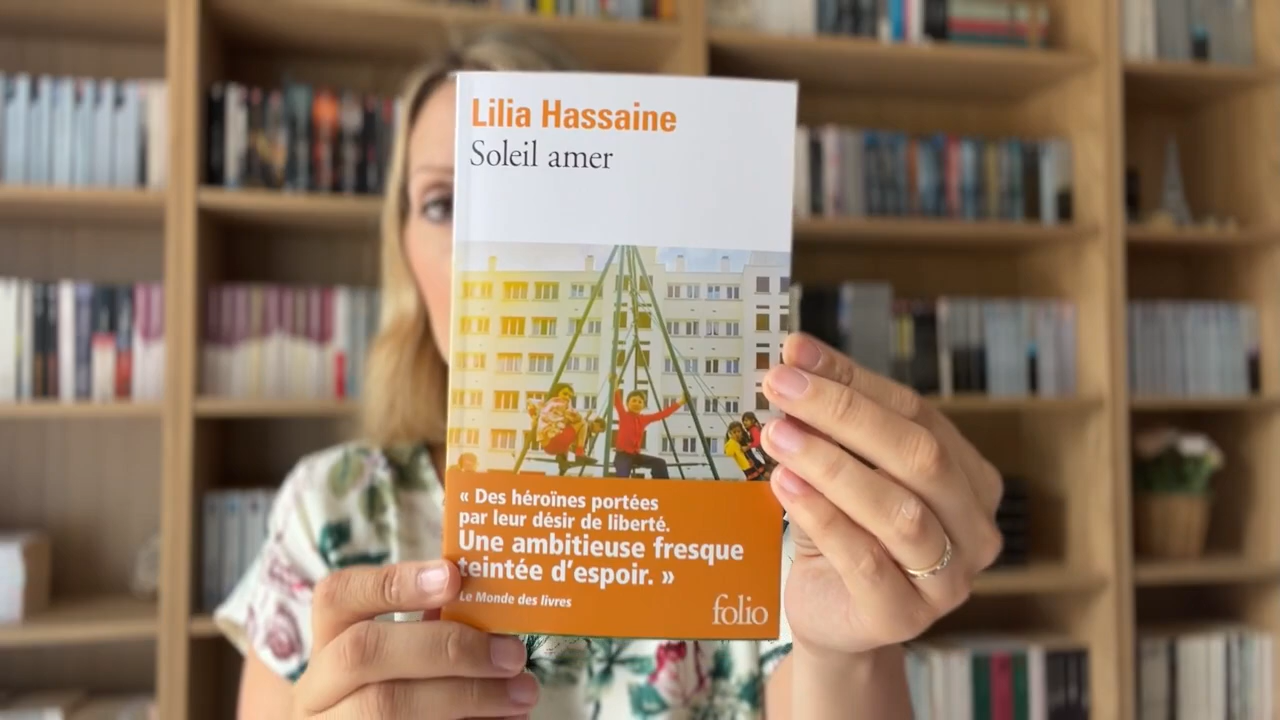 Lilia Hassaine
Soleil amer
« Des héroïnes portées
par leur désir de liberté.
Une ambitieuse fresque
teintée d'espoir. »
Le Monde des livres
folio